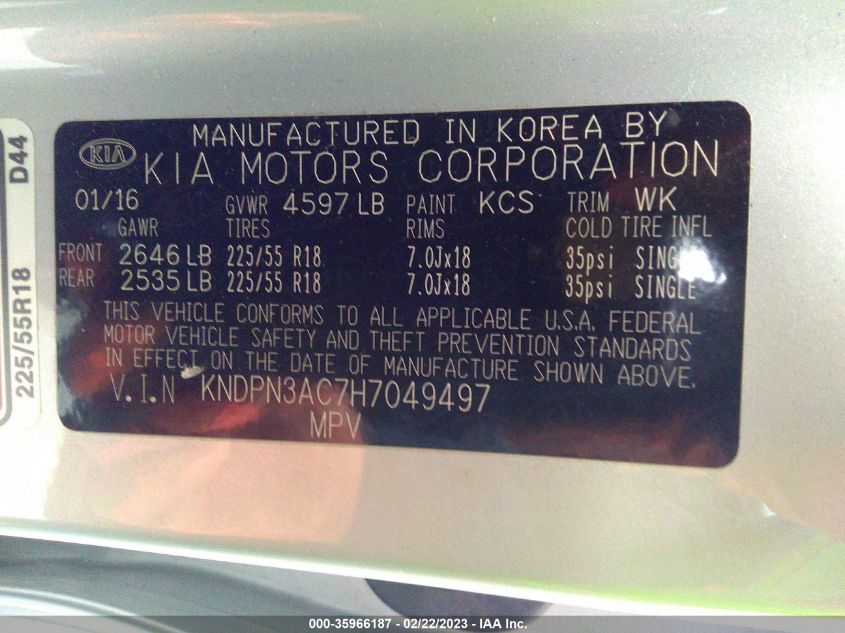 MANUFACTURED IN KOREA BY
KIA KIA MOTORS CORPORATION
01/16 GVWR 4597 LB PAINT KCS TRIM WK
GAWR TIRES RIMS COLD TIRE INFL
FRONT 2646 LB 225/55 R18 7.0Jx18 35psi SINGLE
REAR 2535 LB 225/55 R18 7.0Jx18 35psi SINGLE
THIS VEHICLE CONFORMS TO ALL APPLICABLE U.S.A. FEDERAL
MOTOR VEHICLE SAFETY AND THEFT PREVENTION STANDARDS
IN EFFECT ON THE DATE OF MANUFACTURE SHOWN ABOVE.
V.I.N KNDPN3AC7H7049497
MPV
225/55R18 D44
000-35966187 - 02/22/2023 - IAA Inc.